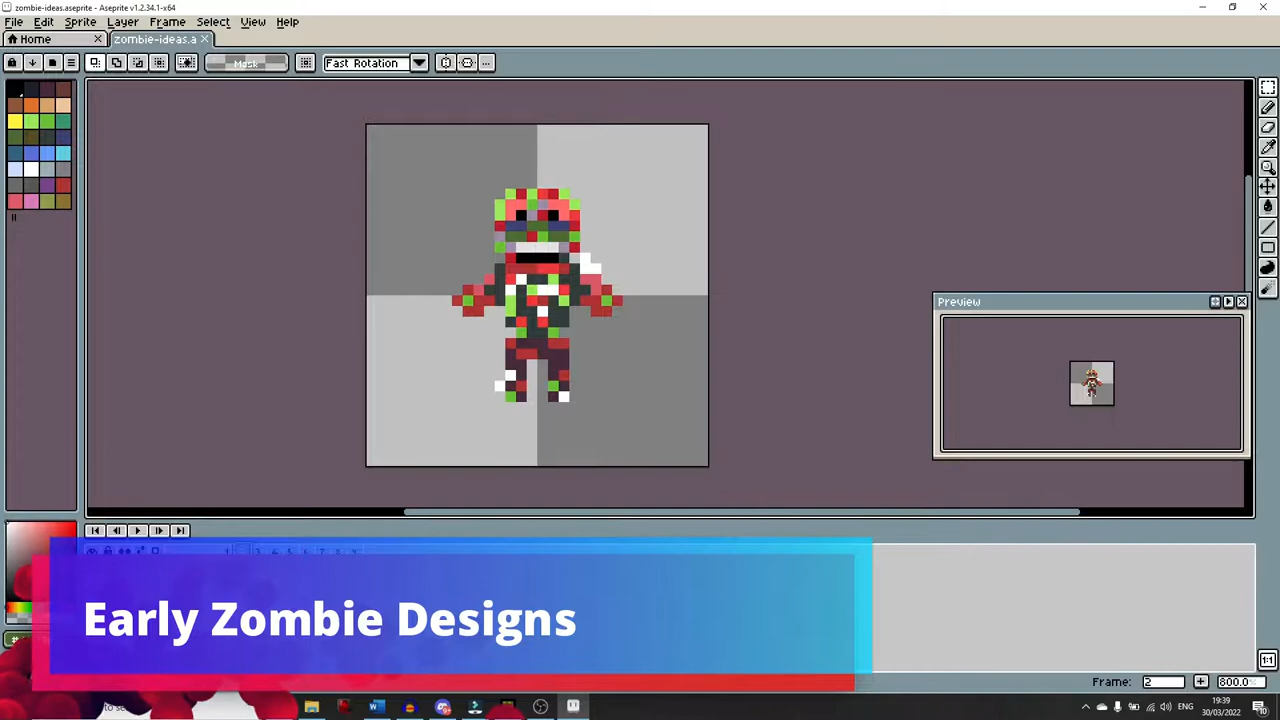 zombie-ideas.aseprite - Aseprite v1.2.34.1-x64
File Edit Sprite Layer Frame Select View Help
Home zombie-ideas.a
Mask Fast Rotation
Preview
Early Zombie Designs
Frame: 2 800.0
ENG 19:39
30/03/2022